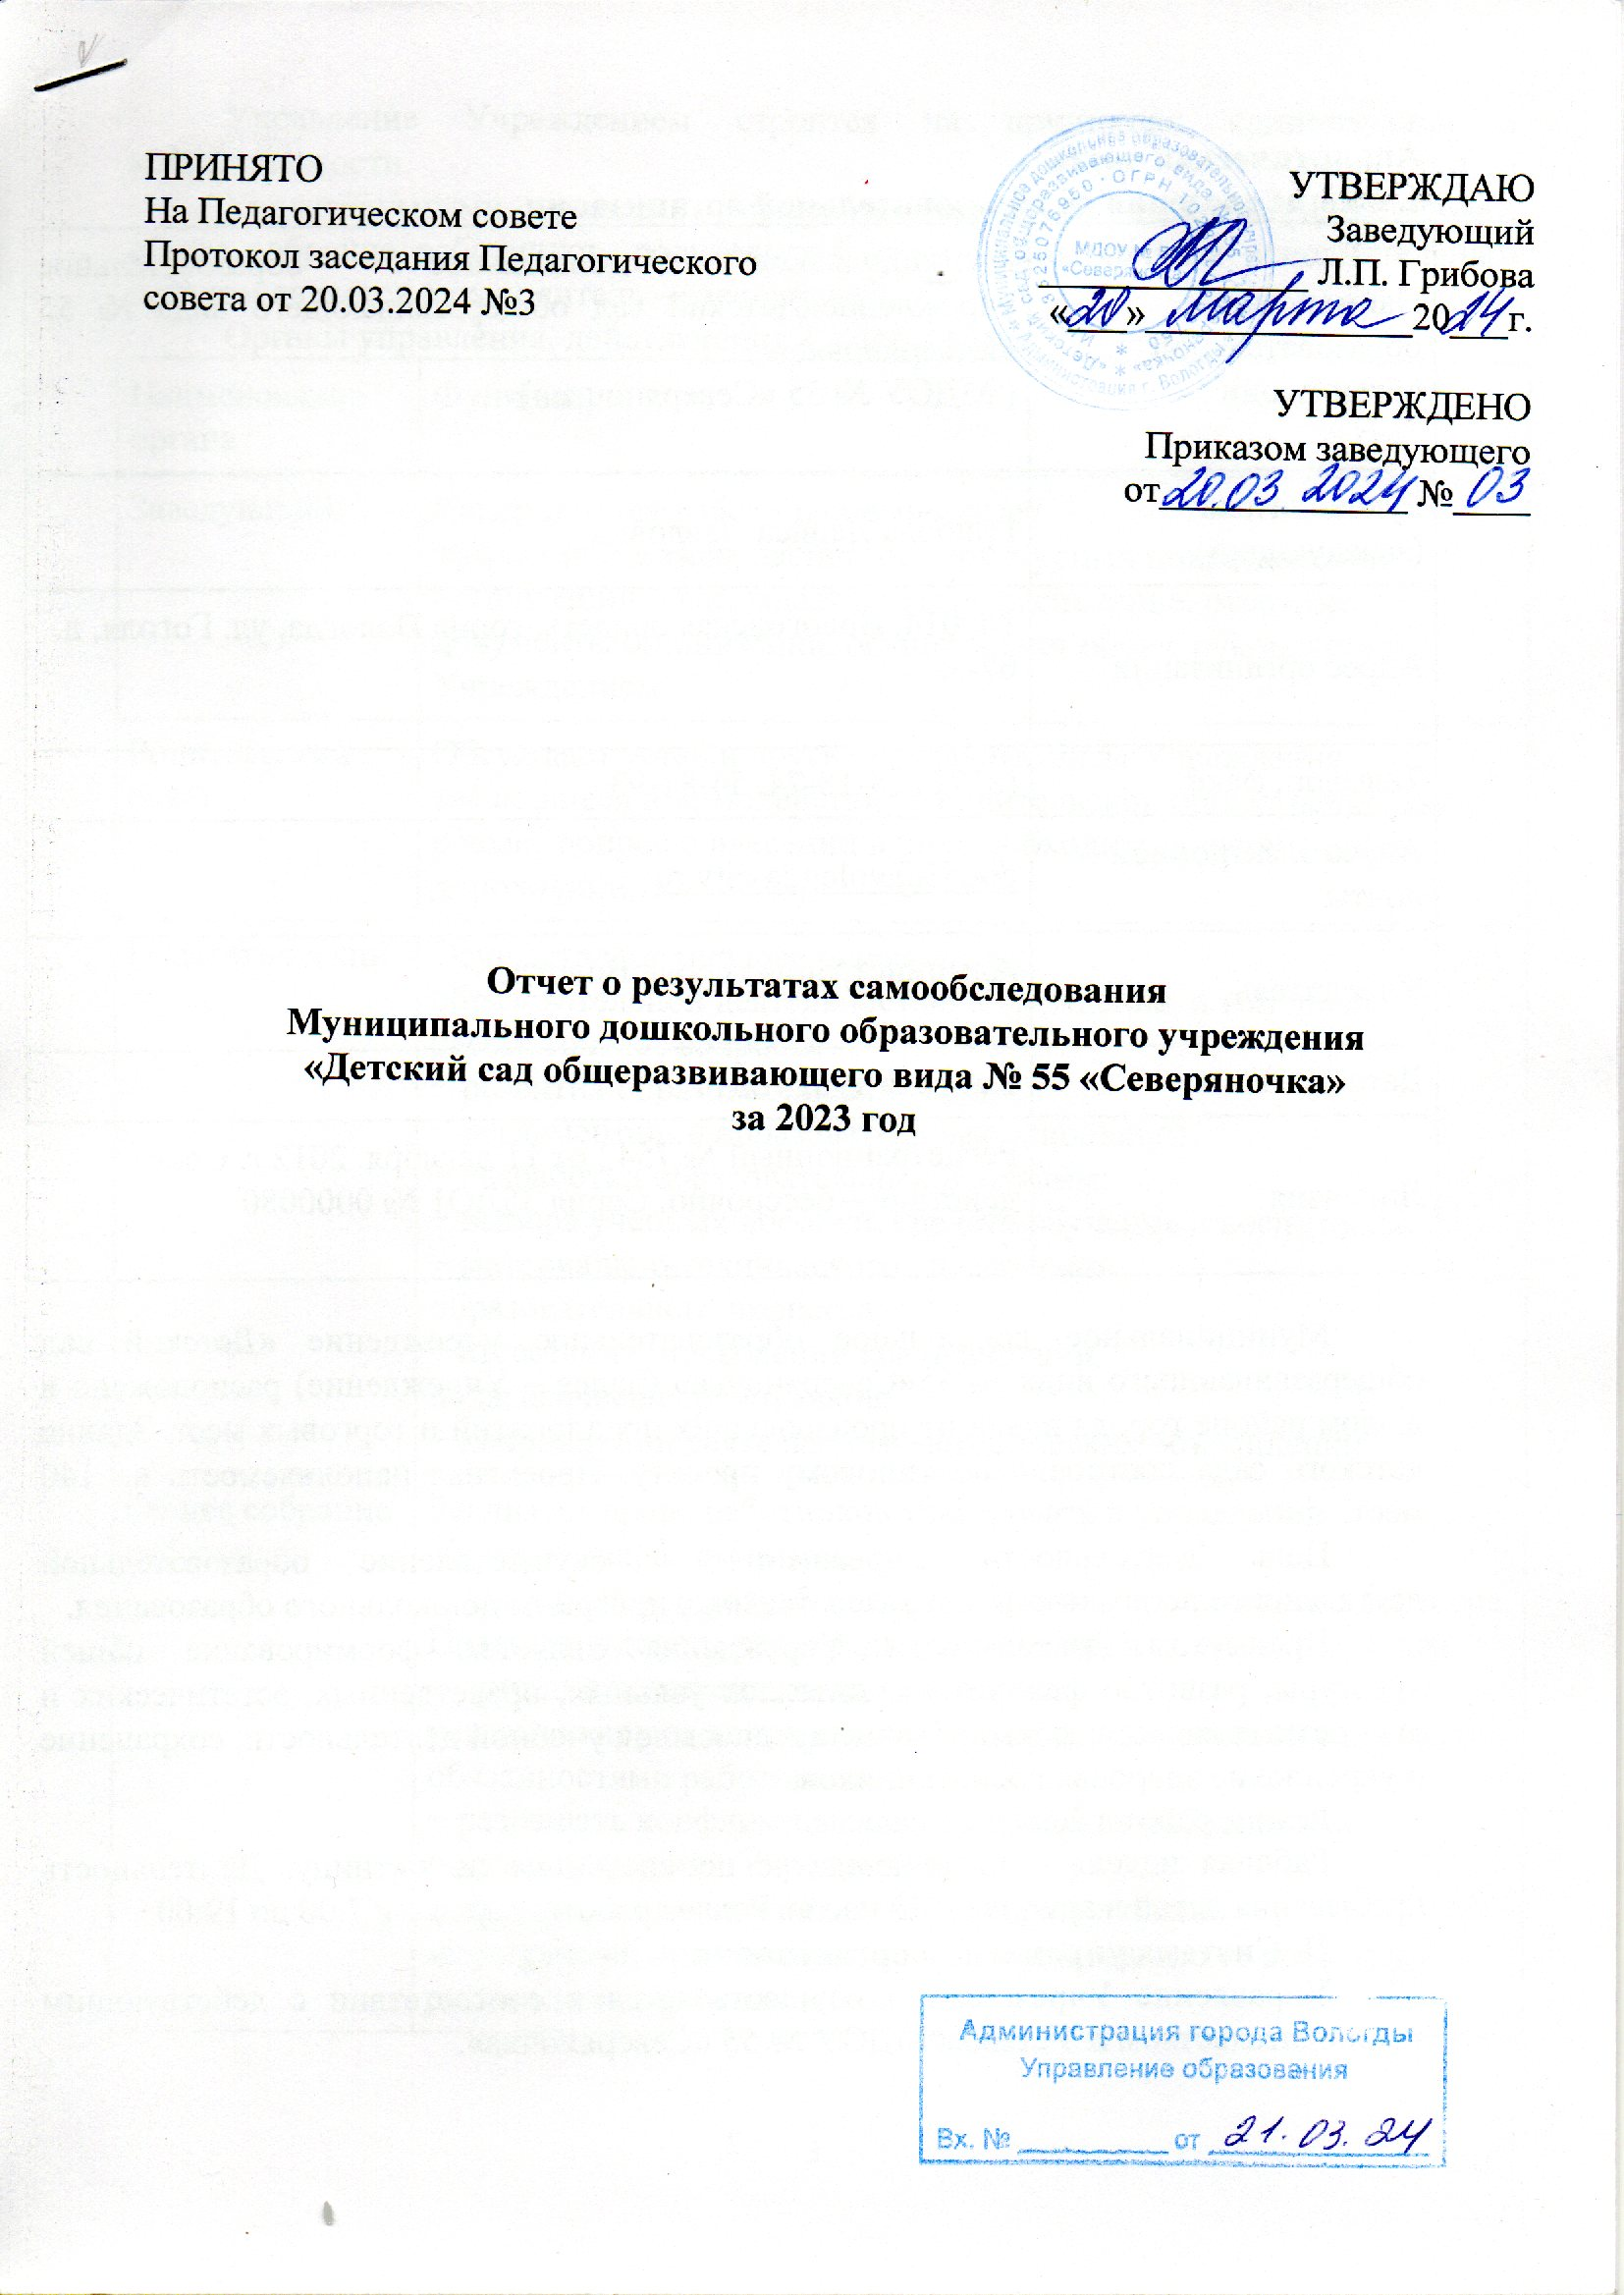 ПРИНЯТО
На Педагогическом совете
Протокол заседания Педагогического
совета от 20.03.2024 №3
УТВЕРЖДАЮ
Заведующий
Л.П. Грибова
«20» марта 2024 г.
УТВЕРЖДЕНО
Приказом заведующего
от 20.03 2024 № 03
Отчет о результатах самообследования
Муниципального дошкольного образовательного учреждения
«Детский сад общеразвивающего вида № 55 «Северяночка»
за 2023 год
Администрация города Вологды
Управление образования
Вх. № от 21.03.24